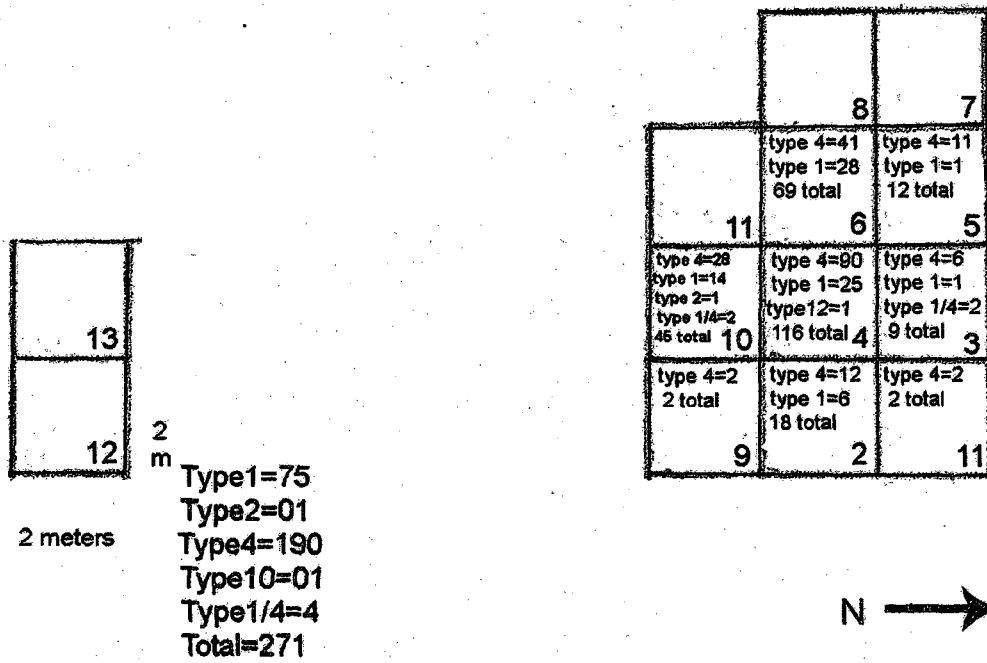 8
7
type 4=41
type 1=28
69 total
6
type 4=11
type 1=1
12 total
5
11
type 4=28
type 1=14
type 2=1
type 1/4=2
45 total 10
type 4=90
type 1=25
type12=1
116 total 4
type 4=6
type 1=1
type 1/4=2
9 total
3
13
12
type 4=2
2 total
9
type 4=12
type 1=6
18 total
2
type 4=2
2 total
11
2
m
2 meters
Type1=75
Type2=01
Type4=190
Type10=01
Type1/4=4
Total=271
N